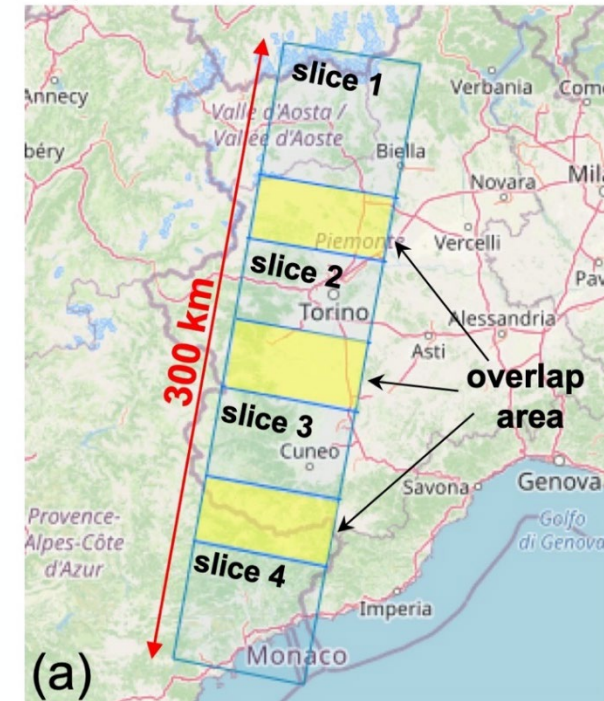 slice 1
Annecy
Verbania
Com
Valle d'Aosta /
Vallée d'Aoste
béry
Biella
Novara
Mila
Piemonte
Vercelli
slice 2
Pav
Torino
Alessandria
300 km
Asti
overlap
area
slice 3
Cuneo
Savona
Genova
Provence-
Alpes-Côte
d'Azur
Golfo
di Genova
slice 4
Imperia
Monaco
(a)